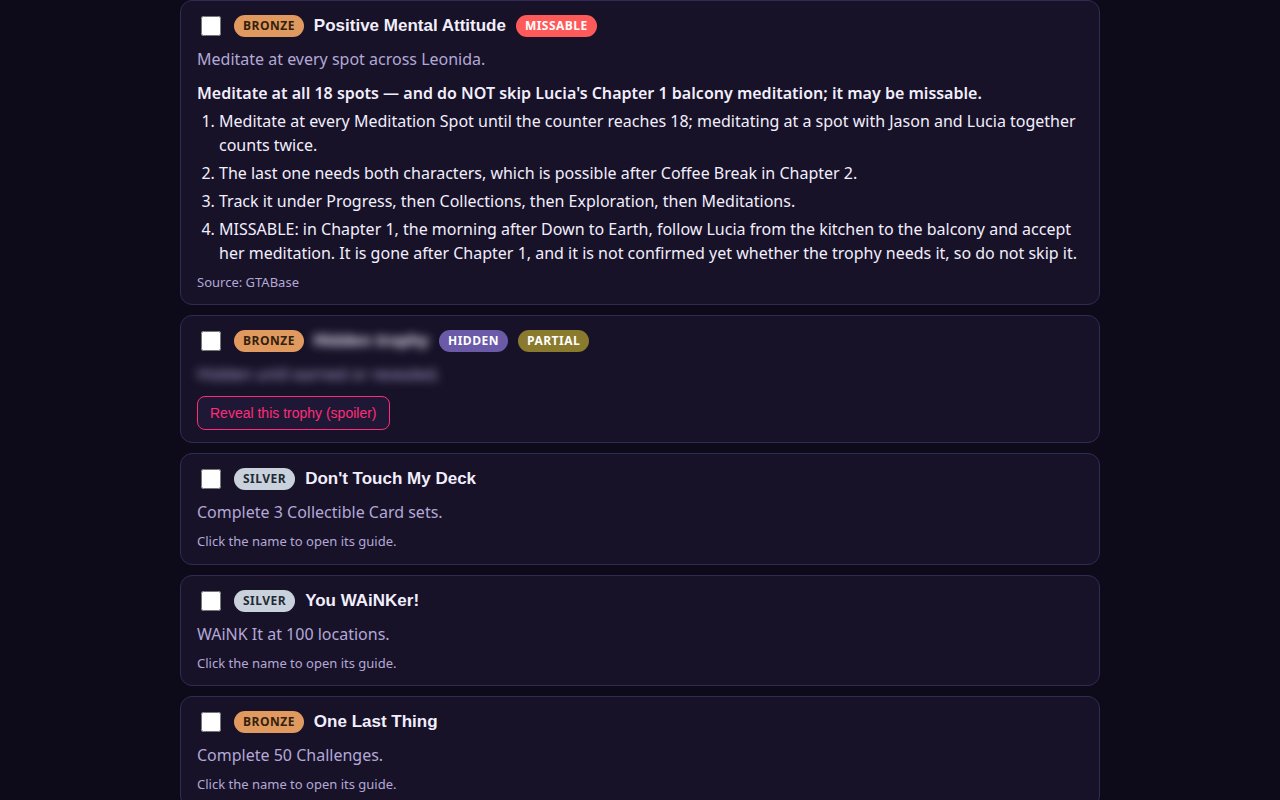 BRONZE Positive Mental Attitude MISSABLE
Meditate at every spot across Leonida.
Meditate at all 18 spots — and do NOT skip Lucia's Chapter 1 balcony meditation; it may be missable.
1. Meditate at every Meditation Spot until the counter reaches 18; meditating at a spot with Jason and Lucia together
counts twice.
2. The last one needs both characters, which is possible after Coffee Break in Chapter 2.
3. Track it under Progress, then Collections, then Exploration, then Meditations.
4. MISSABLE: in Chapter 1, the morning after Down to Earth, follow Lucia from the kitchen to the balcony and accept
her meditation. It is gone after Chapter 1, and it is not confirmed yet whether the trophy needs it, so do not skip it.
Source: GTABase
BRONZE Hidden trophy HIDDEN PARTIAL
Hidden until earned or revealed.
Reveal this trophy (spoiler)
SILVER Don't Touch My Deck
Complete 3 Collectible Card sets.
Click the name to open its guide.
SILVER You WAiNKer!
WAiNK It at 100 locations.
Click the name to open its guide.
BRONZE One Last Thing
Complete 50 Challenges.
Click the name to open its guide.